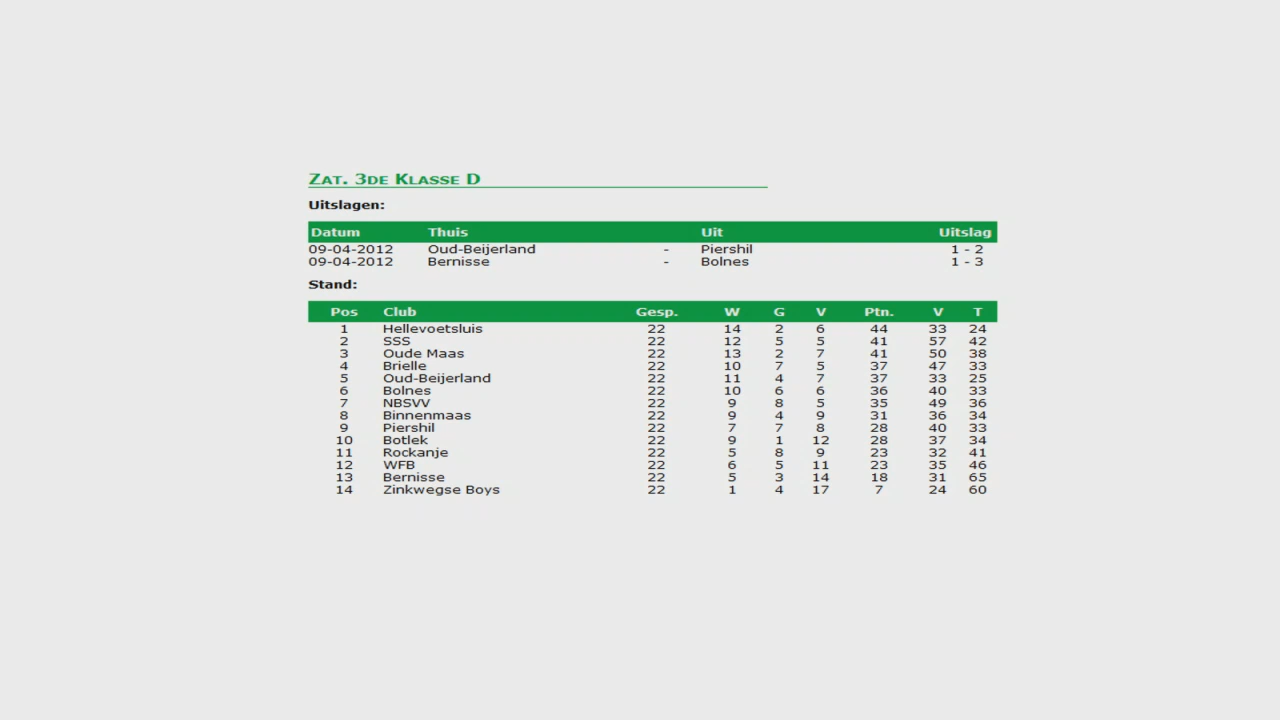 Zat. 3de Klasse D
Uitslagen:
Datum Thuis Uit Uitslag
09-04-2012 Oud-Beijerland - Piershil 1 - 2
09-04-2012 Bernisse - Bolnes 1 - 3
Stand:
Pos Club Gesp. W G V Ptn. V T
1 Hellevoetsluis 22 14 2 6 44 33 24
2 SSS 22 12 5 5 41 57 42
3 Oude Maas 22 13 2 7 41 50 38
4 Brielle 22 10 7 5 37 47 33
5 Oud-Beijerland 22 11 4 7 37 33 25
6 Bolnes 22 10 6 6 36 40 33
7 NBSVV 22 9 8 5 35 49 36
8 Binnenmaas 22 9 4 9 31 36 34
9 Piershil 22 7 7 8 28 40 33
10 Botlek 22 9 1 12 28 37 34
11 Rockanje 22 5 8 9 23 32 41
12 WFB 22 6 5 11 23 35 46
13 Bernisse 22 5 3 14 18 31 65
14 Zinkwegse Boys 22 1 4 17 7 24 60